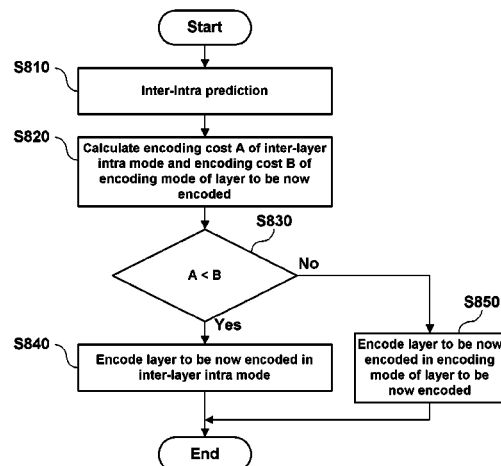 Start
S810
Inter-Intra prediction
S820
Calculate encoding cost A of inter-layer
intra mode and encoding cost B of
encoding mode of layer to be now
encoded
S830
A < B
No
Yes
S850
S840
Encode layer to be now encoded in
inter-layer intra mode
Encode layer to be now
encoded in encoding
mode of layer to be
now encoded
End